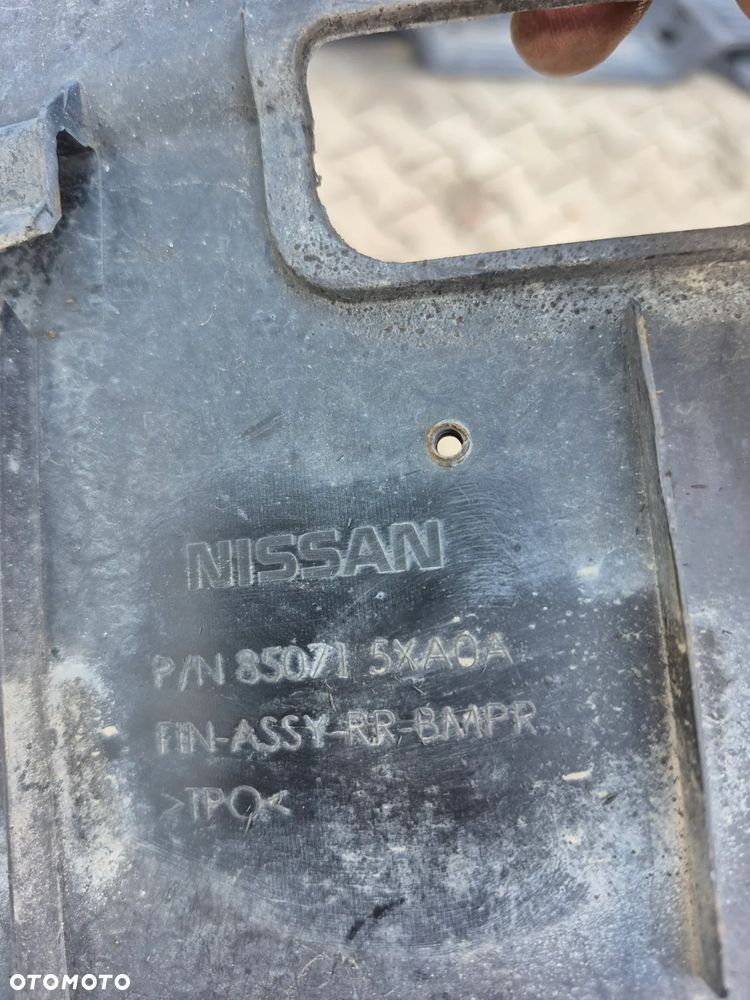 NISSAN
P/N 85071 5XA0A
FIN-ASSY-RR-BMPR
>TPO<
OTOMOTO